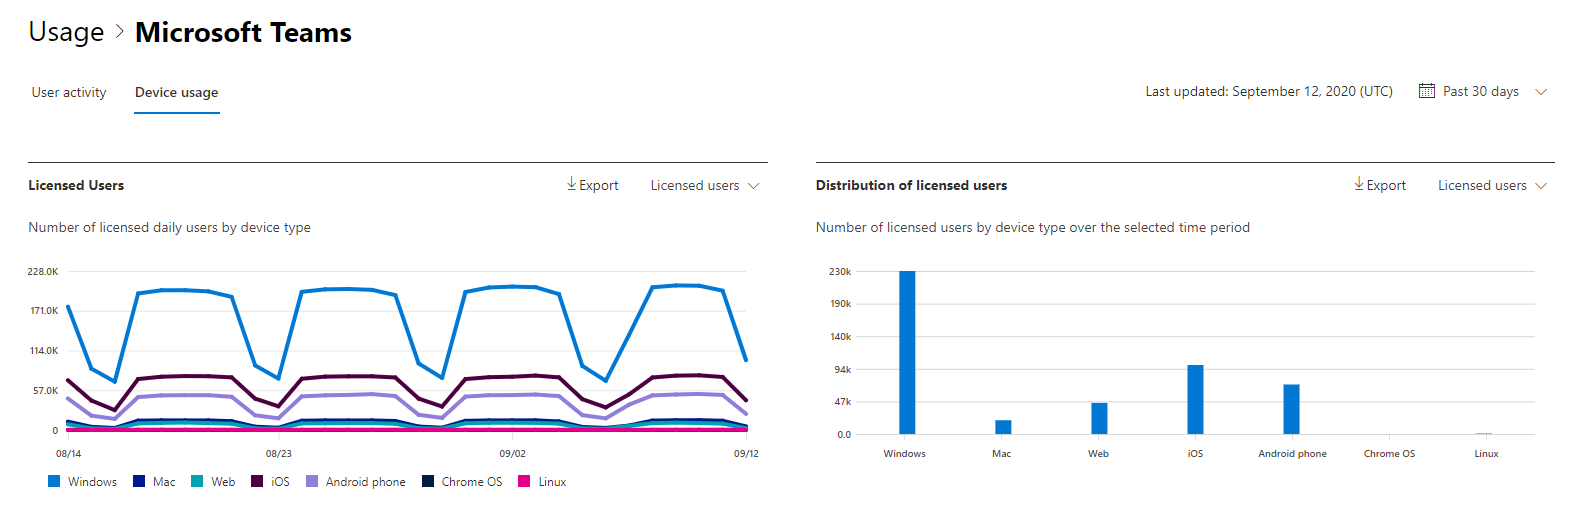 Usage > Microsoft Teams
User activity Device usage Last updated: September 12, 2020 (UTC) Past 30 days
Licensed Users Export Licensed users
Number of licensed daily users by device type
228.0K
171.0K
114.0K
57.0K
0
08/14 08/23 09/02 09/12
Windows Mac Web iOS Android phone Chrome OS Linux
Distribution of licensed users Export Licensed users
Number of licensed users by device type over the selected time period
230k
190k
140k
94k
47k
0.0
Windows Mac Web iOS Android phone Chrome OS Linux